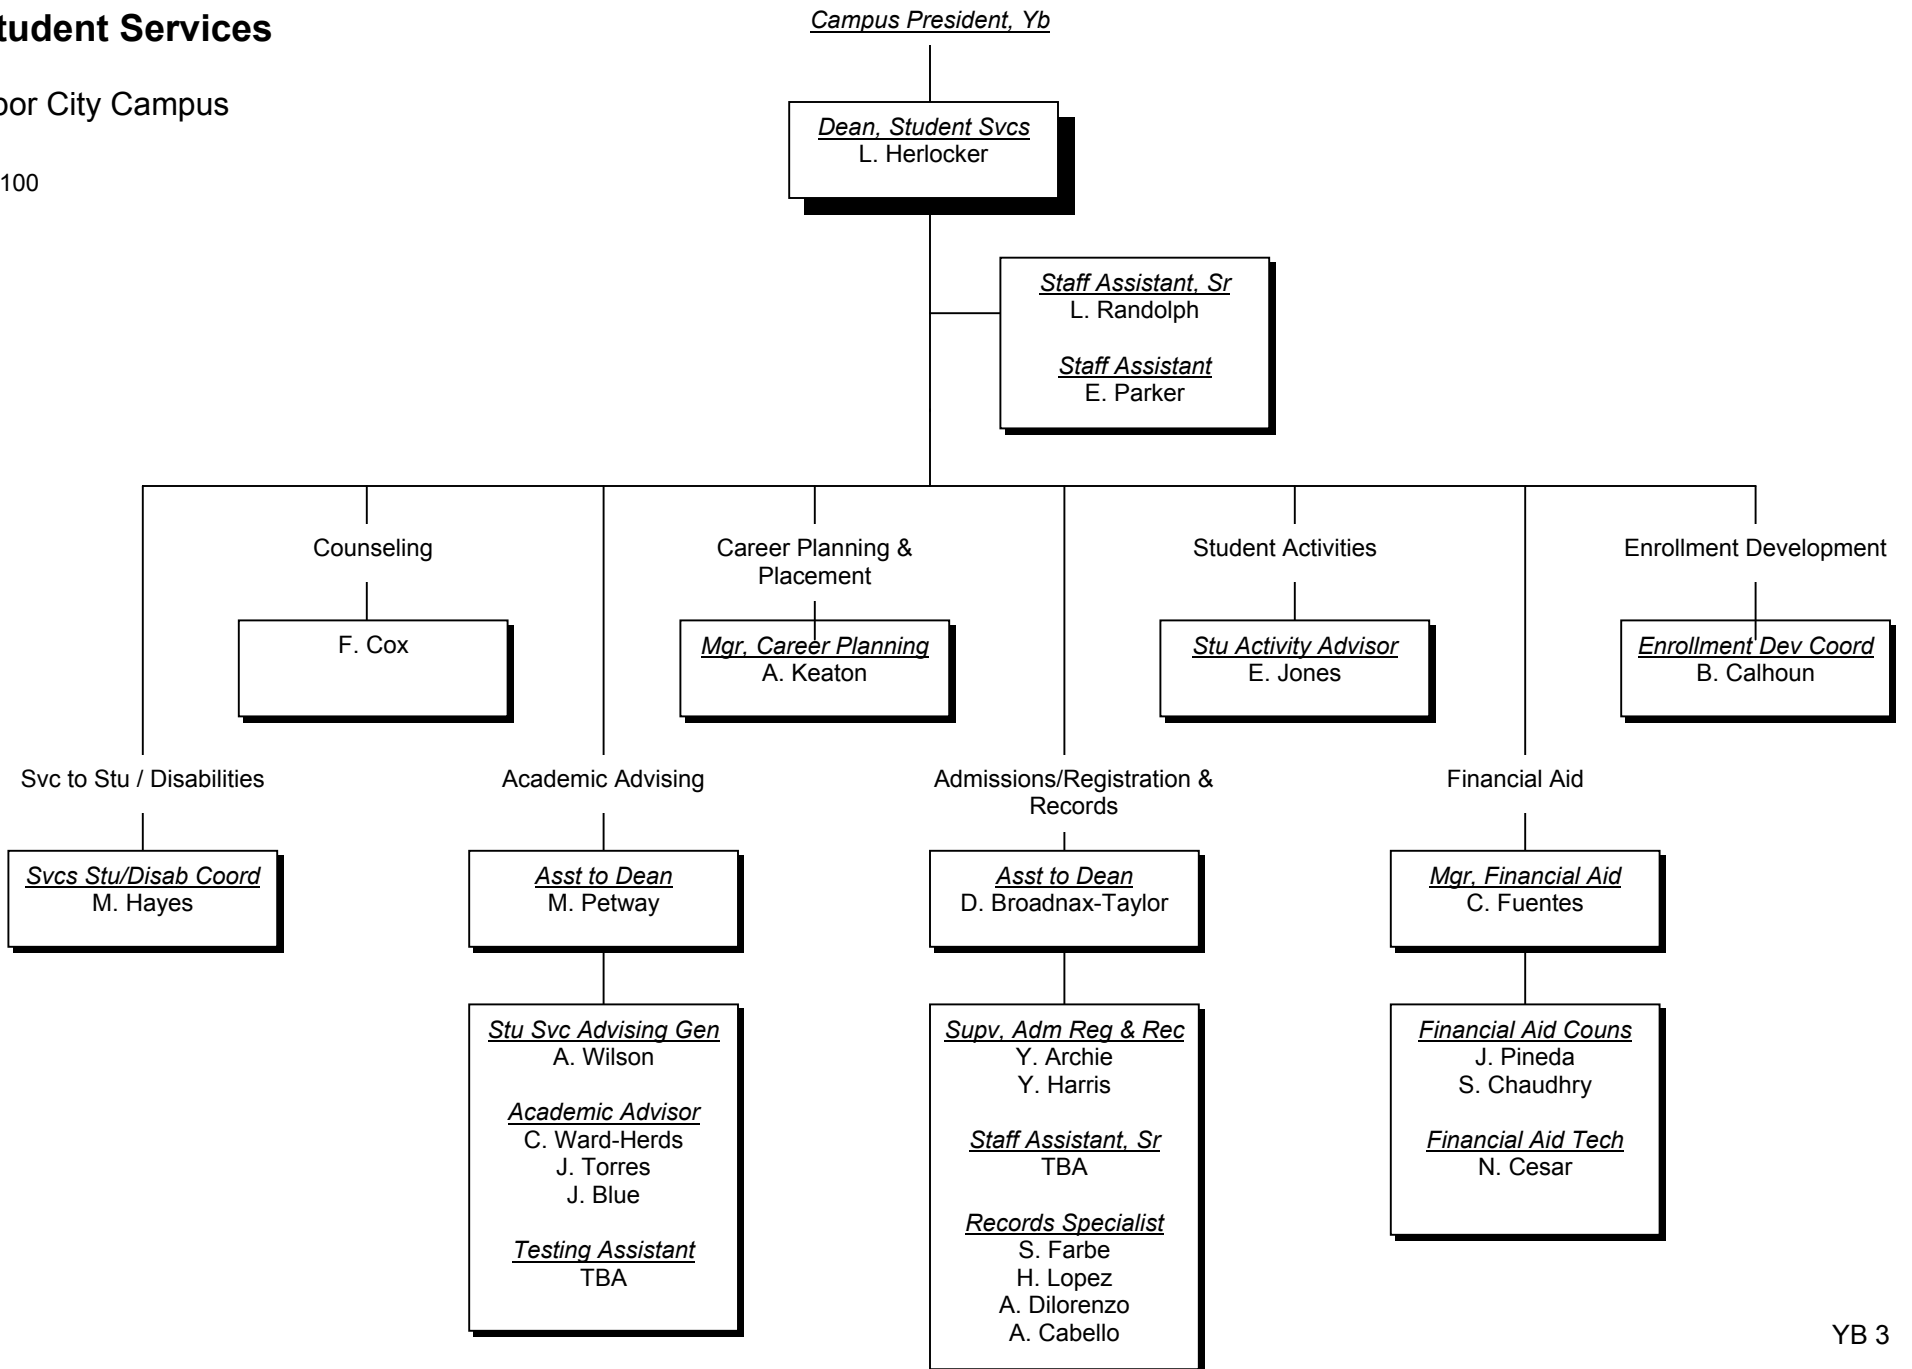 tudent Services
Campus President, Yb
oor City Campus
100
Dean, Student Svcs
L. Herlocker
Staff Assistant, Sr
L. Randolph
Staff Assistant
E. Parker
Counseling
F. Cox
Career Planning &
Placement
Mgr, Career Planning
A. Keaton
Student Activities
Stu Activity Advisor
E. Jones
Enrollment Development
Enrollment Dev Coord
B. Calhoun
Svc to Stu / Disabilities
Svcs Stu/Disab Coord
M. Hayes
Academic Advising
Asst to Dean
M. Petway
Stu Svc Advising Gen
A. Wilson
Academic Advisor
C. Ward-Herds
J. Torres
J. Blue
Testing Assistant
TBA
Admissions/Registration &
Records
Asst to Dean
D. Broadnax-Taylor
Supv, Adm Reg & Rec
Y. Archie
Y. Harris
Staff Assistant, Sr
TBA
Records Specialist
S. Farbe
H. Lopez
A. Dilorenzo
A. Cabello
Financial Aid
Mgr, Financial Aid
C. Fuentes
Financial Aid Couns
J. Pineda
S. Chaudhry
Financial Aid Tech
N. Cesar
YB 3